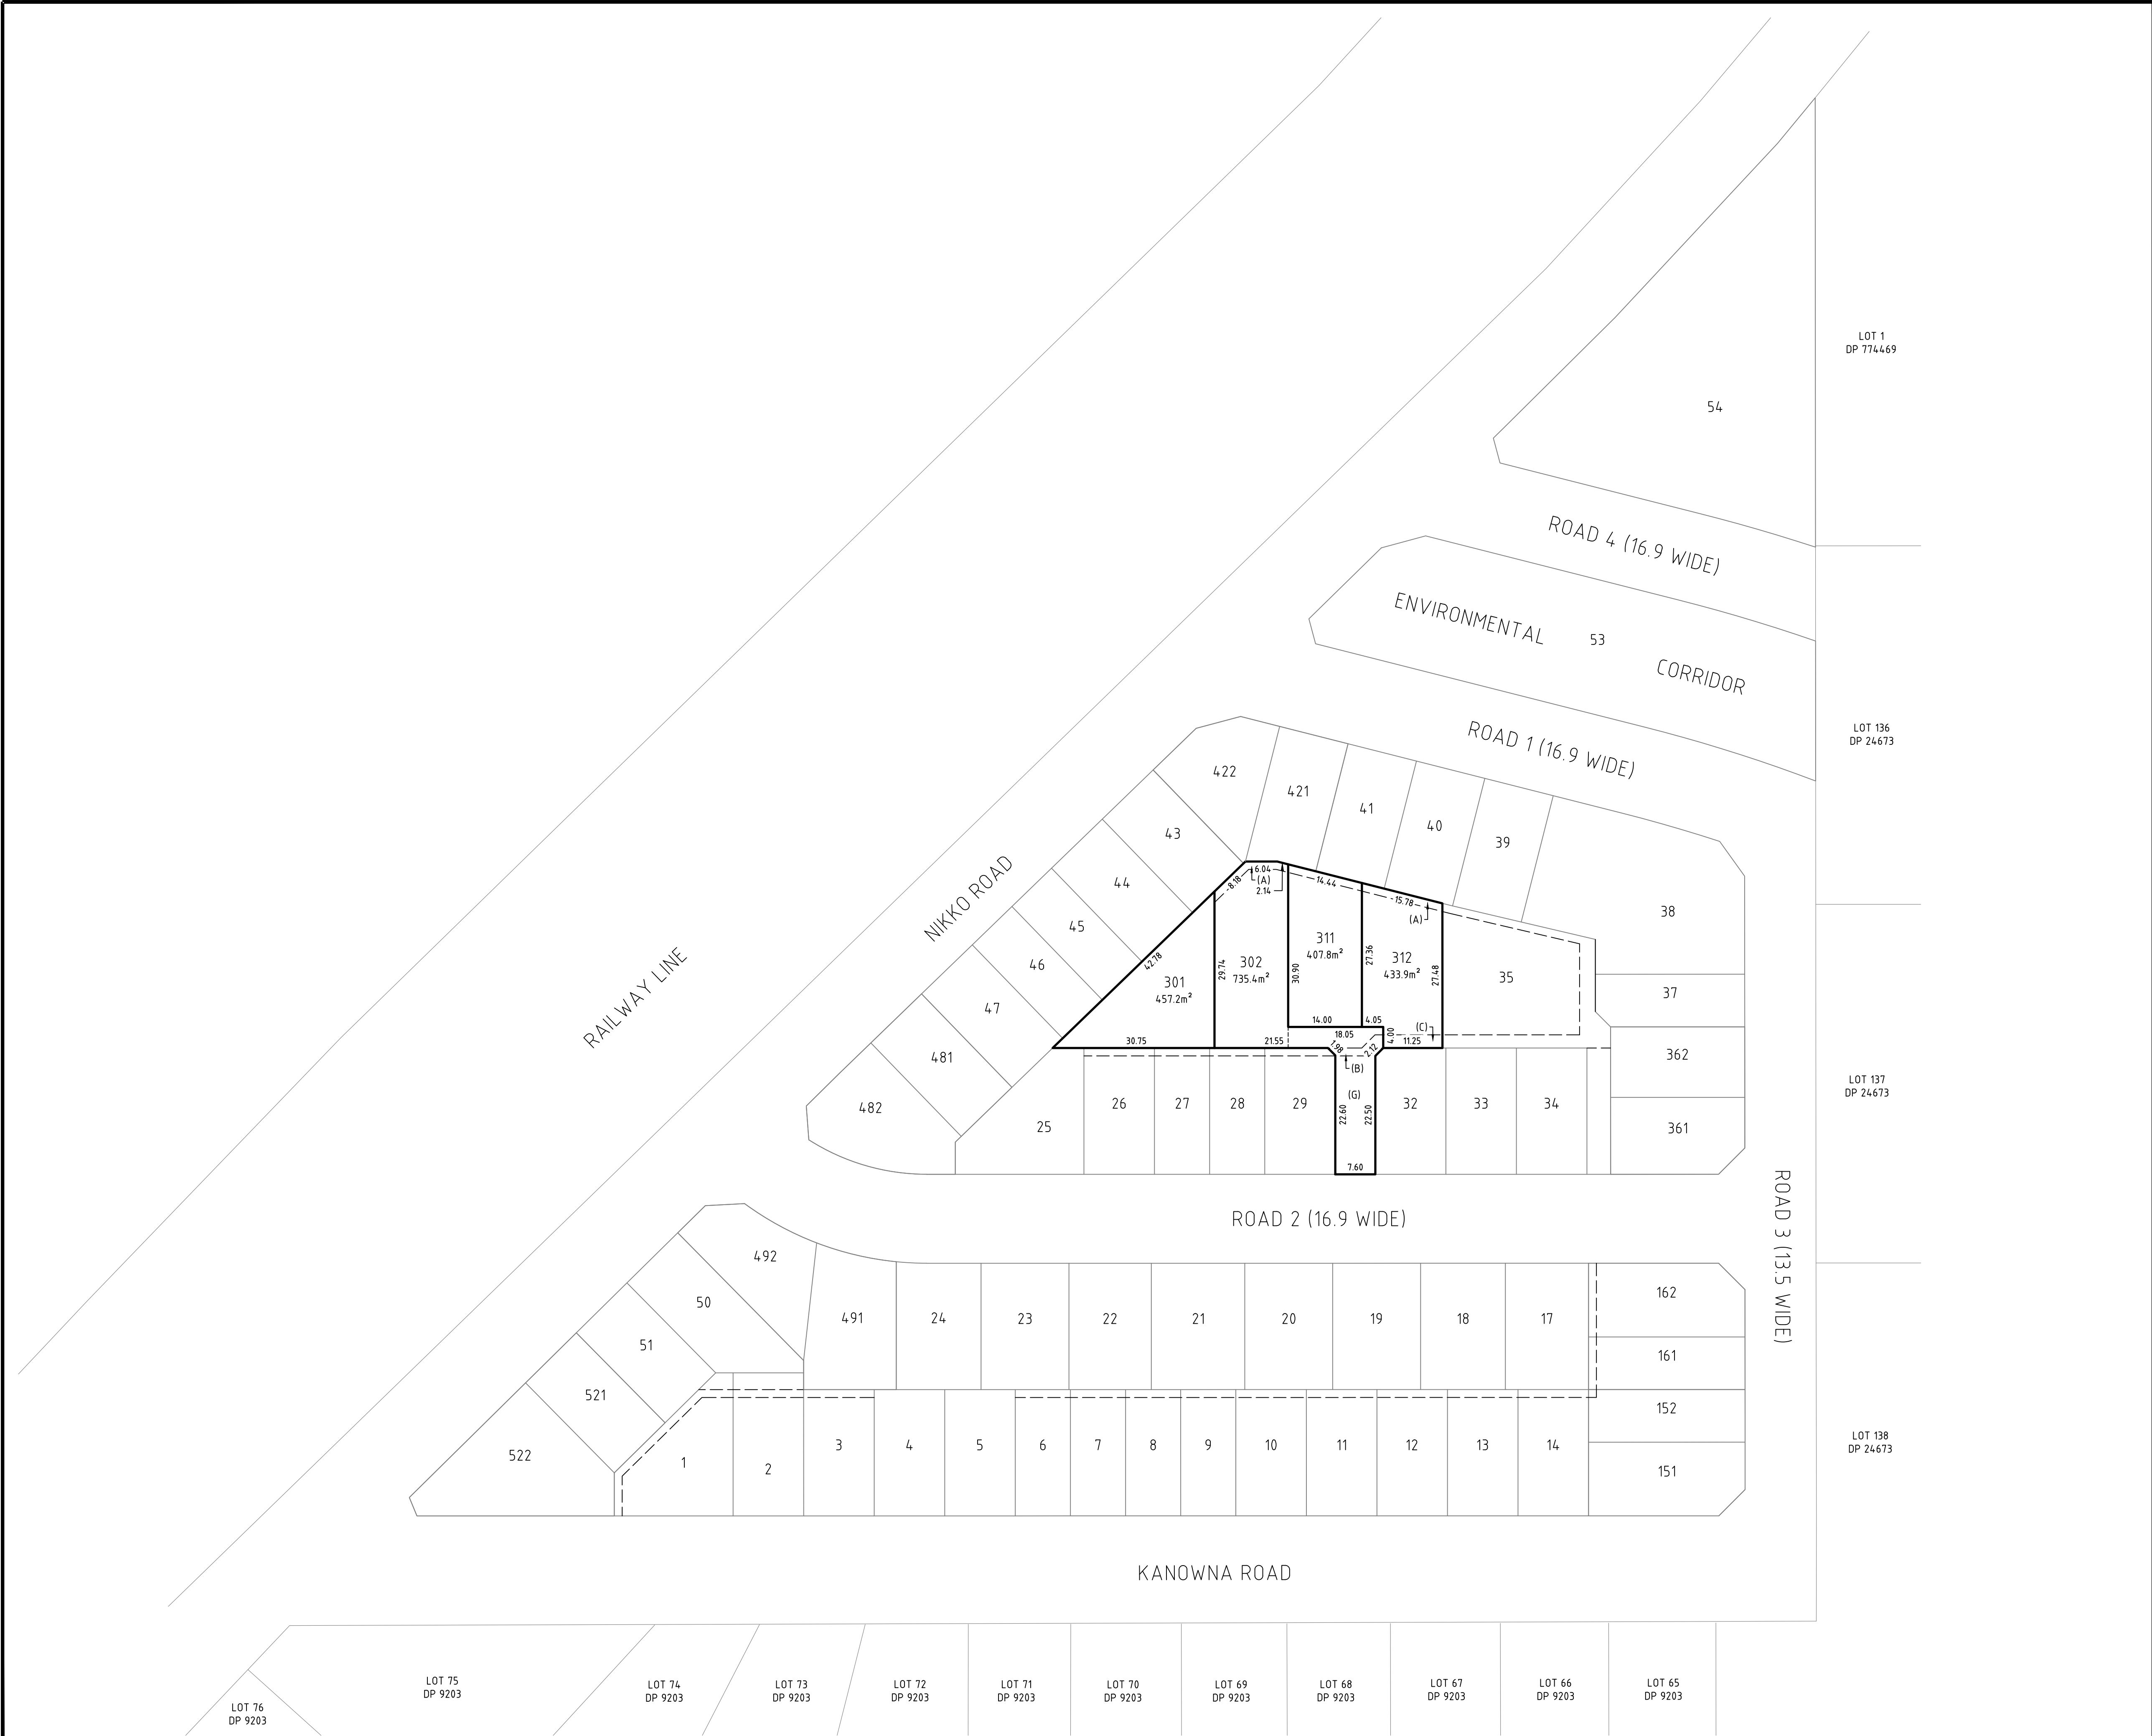 LOT 1
DP 774469
54
ROAD 4 (16.9 WIDE)
ENVIRONMENTAL
53
CORRIDOR
LOT 136
DP 24673
ROAD 1 (16.9 WIDE)
422
421
41
40
39
38
43
44
45
46
47
481
482
NIKKO ROAD
RAILWAY LINE
6.04
(A)
2.14
8.18
14.44
15.78
(A)
42.78
301
457.2m²
29.74
302
735.4m²
30.90
311
407.8m²
27.36
312
433.9m²
27.48
35
37
362
361
30.75
21.55
14.00
18.05
4.05
4.00
(C)
11.25
1.98
2.12
(B)
(G)
22.60
22.50
7.60
25
26
27
28
29
32
33
34
LOT 137
DP 24673
ROAD 2 (16.9 WIDE)
ROAD 3 (13.5 WIDE)
492
50
51
521
522
491
24
23
22
21
20
19
18
17
162
161
152
151
1
2
3
4
5
6
7
8
9
10
11
12
13
14
LOT 138
DP 24673
KANOWNA ROAD
LOT 76
DP 9203
LOT 75
DP 9203
LOT 74
DP 9203
LOT 73
DP 9203
LOT 72
DP 9203
LOT 71
DP 9203
LOT 70
DP 9203
LOT 69
DP 9203
LOT 68
DP 9203
LOT 67
DP 9203
LOT 66
DP 9203
LOT 65
DP 9203